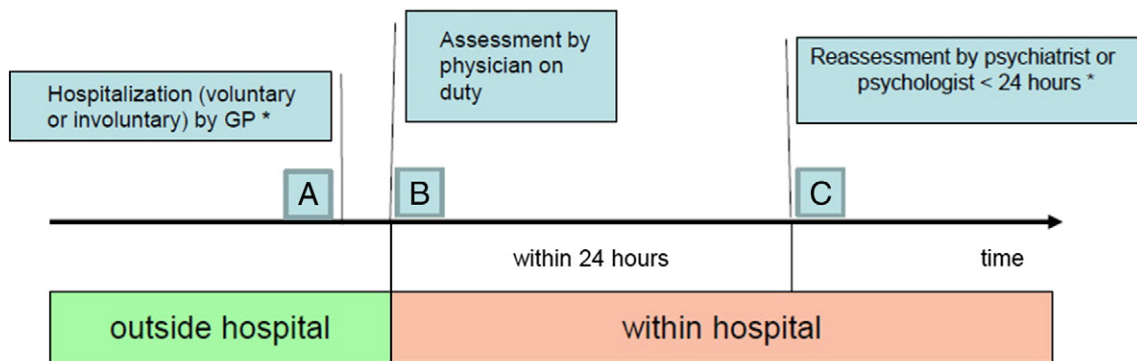 Hospitalization (voluntary
or involuntary) by GP *
Assessment by
physician on
duty
Reassessment by psychiatrist or
psychologist < 24 hours *
A
B
C
within 24 hours
time
outside hospital
within hospital